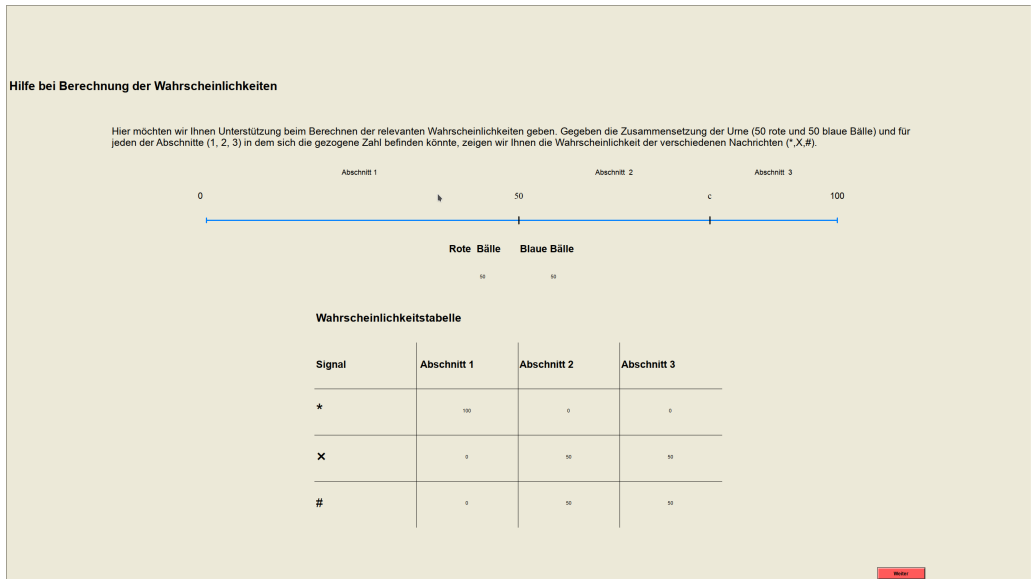 Hilfe bei Berechnung der Wahrscheinlichkeiten
Hier möchten wir Ihnen Unterstützung beim Berechnen der relevanten Wahrscheinlichkeiten geben. Gegeben die Zusammensetzung der Urne (50 rote und 50 blaue Bälle) und für
jeden der Abschnitte (1, 2, 3) in dem sich die gezogene Zahl befinden könnte, zeigen wir Ihnen die Wahrscheinlichkeit der verschiedenen Nachrichten (*,X,#).
Abschnitt 1 Abschnitt 2 Abschnitt 3
0 50 c 100
Rote Bälle Blaue Bälle
50 50
Wahrscheinlichkeitstabelle
Signal Abschnitt 1 Abschnitt 2 Abschnitt 3
* 100 0 0
× 0 50 50
# 0 50 50
Weiter